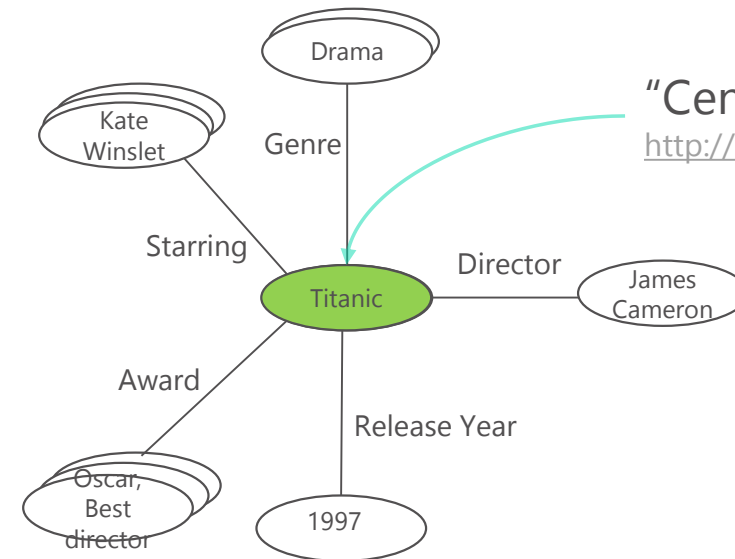 Drama
Kate
Winslet
Genre
“Cen
http://
Starring
Director
Titanic
James
Cameron
Award
Release Year
Oscar,
Best
director
1997